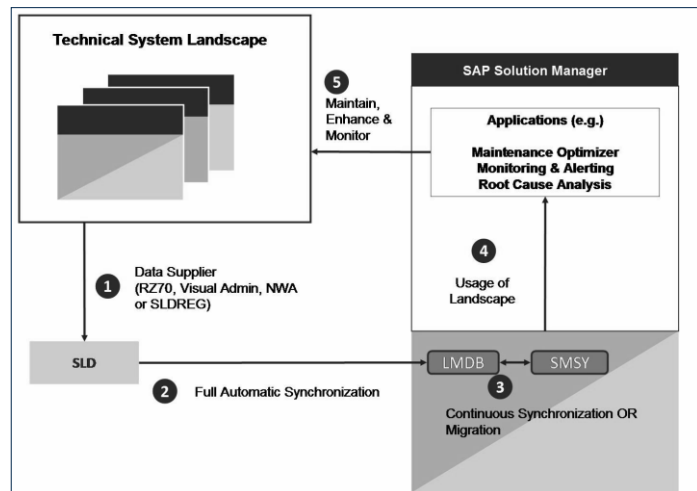 Technical System Landscape
5
Maintain,
Enhance &
Monitor
SAP Solution Manager
Applications (e.g.)
Maintenance Optimizer
Monitoring & Alerting
Root Cause Analysis
1
Data Supplier
(RZ70, Visual Admin, NWA
or SLDREG)
4
Usage of
Landscape
SLD
2
Full Automatic Synchronization
LMDB
SMSY
3
Continuous Synchronization OR
Migration